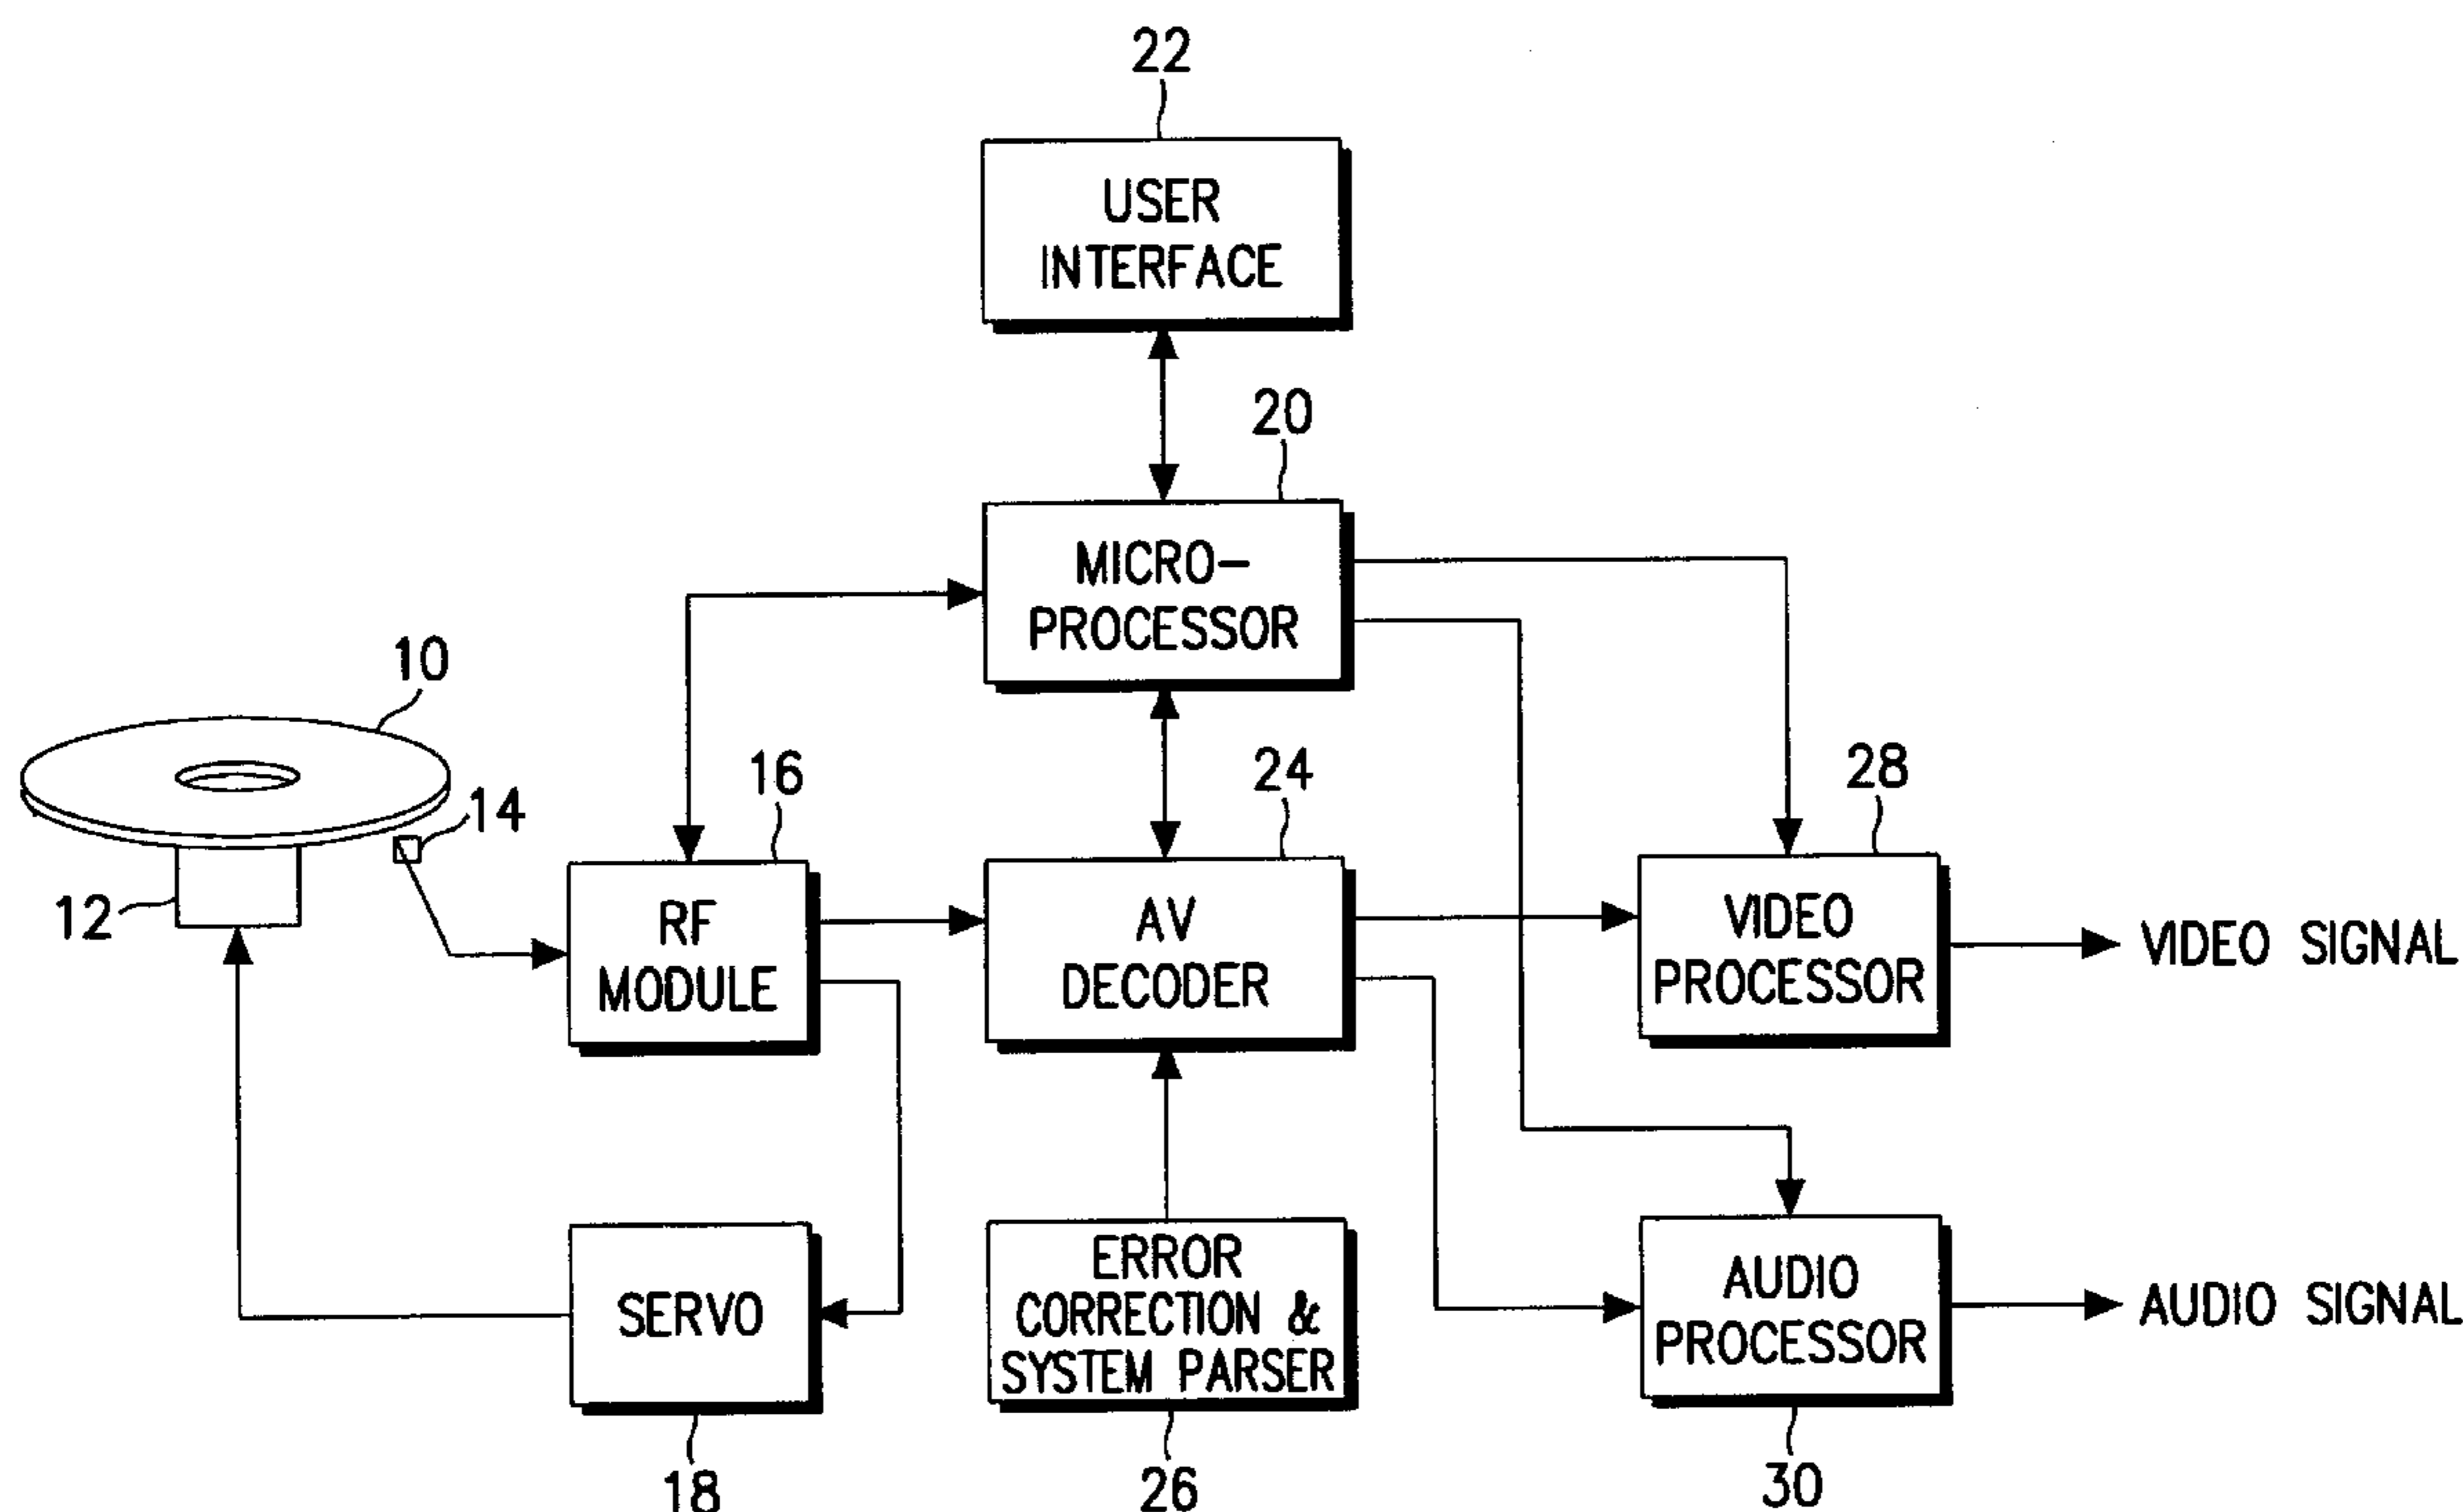 22
USER
INTERFACE
20
MICRO-
PROCESSOR
10
14
12
16
RF
MODULE
24
AV
DECODER
28
VIDEO
PROCESSOR
VIDEO SIGNAL
SERVO
18
ERROR
CORRECTION &
SYSTEM PARSER
26
AUDIO
PROCESSOR
AUDIO SIGNAL
30